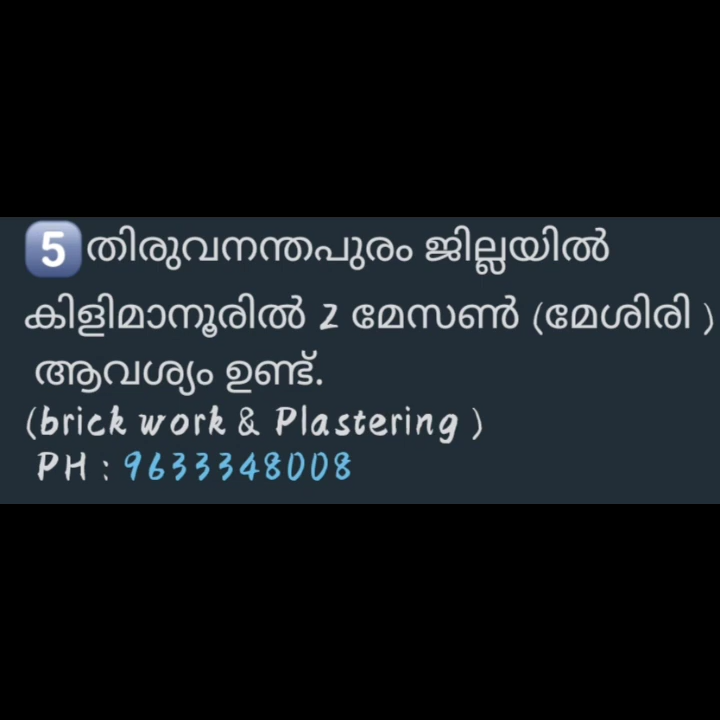 5️⃣തിരുവനന്തപുരം ജില്ലയിൽ
കിളിമാനൂരിൽ 2 മേസൺ (മേശിരി )
ആവശ്യം ഉണ്ട്.
(brick work & Plastering )
PH : 9633348008